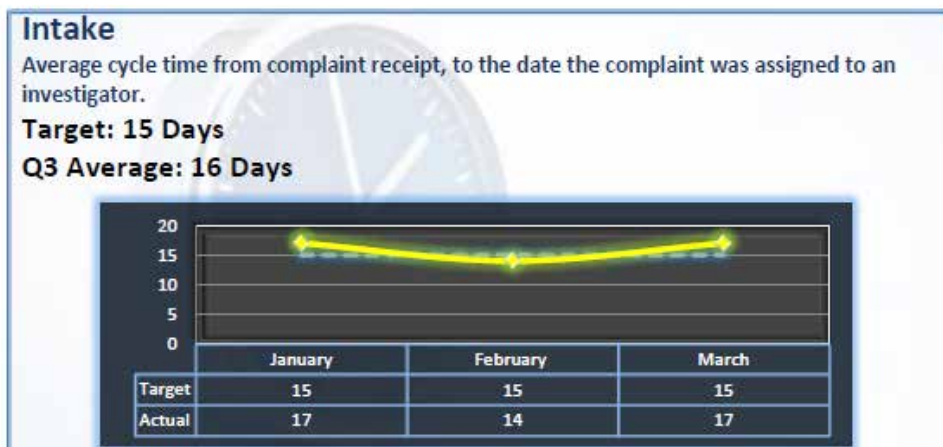 Intake
Average cycle time from complaint receipt, to the date the complaint was assigned to an
investigator.
Target: 15 Days
Q3 Average: 16 Days
20
15
10
5
0
January February March
Target 15 15 15
Actual 17 14 17